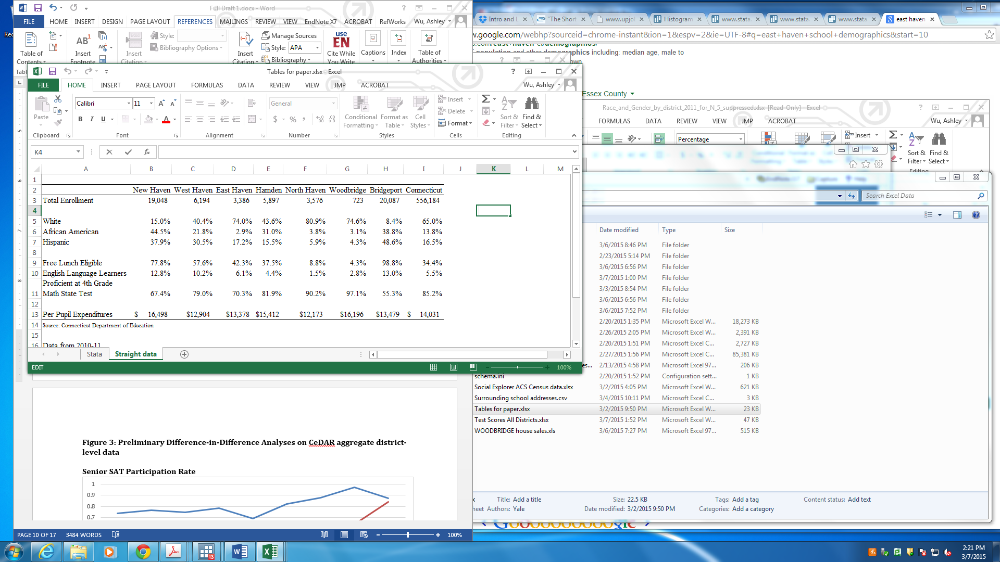 Full Draft 1.docx - Word
FILE HOME INSERT DESIGN PAGE LAYOUT REFERENCES MAILINGS REVIEW VIEW EndNote X7 ACROBAT RefWorks Wu, Ashley
Table of Contents
AB1 Insert Footnote
AB
Insert Citation
Style:
Bibliography Options
Insert Citation
Manage Sources
Style: APA
Bibliography
use EN Cite While You Write
Captions
Index
Table of Authorities
Intro and L
"The Short
www.upjol
Histogram
www.stata
www.stata
www.stata
east haven
w.google.com/webhp?sourceid=chrome-instant&ion=1&espv=2&ie=UTF-8#q=east+haven+school+demographics&start=10
population and other demographics including: median age, male to
Essex County
Tables for paper.xlsx - Excel
FILE HOME INSERT PAGE LAYOUT FORMULAS DATA REVIEW VIEW JMP ACROBAT Wu, Ashley
Paste
Clipboard
Calibri 11
B I U A
Font
Alignment
General
$ % ,
Number
Conditional Formatting
Format as Table
Cell Styles
Styles
Insert
Delete
Format
Cells
Sort & Filter
Find & Select
Editing
K4
fx
A B C D E F G H I J K L M
1
2 New Haven West Haven East Haven Hamden North Haven Woodbridge Bridgeport Connecticut
3 Total Enrollment 19,048 6,194 3,386 5,897 3,576 723 20,087 556,184
4
5 White 15.0% 40.4% 74.0% 43.6% 80.9% 74.6% 8.4% 65.0%
6 African American 44.5% 21.8% 2.9% 31.0% 3.8% 3.1% 38.8% 13.8%
7 Hispanic 37.9% 30.5% 17.2% 15.5% 5.9% 4.3% 48.6% 16.5%
8
9 Free Lunch Eligible 77.8% 57.6% 42.3% 37.5% 8.8% 4.3% 98.8% 34.4%
10 English Language Learners 12.8% 10.2% 6.1% 4.4% 1.5% 2.8% 13.0% 5.5%
Proficient at 4th Grade
11 Math State Test 67.4% 79.0% 70.3% 81.9% 90.2% 97.1% 55.3% 85.2%
12
13 Per Pupil Expenditures $ 16,498 $12,904 $13,378 $15,412 $12,173 $16,196 $13,479 $ 14,031
14 Source: Connecticut Department of Education
15
16 Data from 2010-11
Stata Straight data
EDIT 100%
Race_and_Gender_by_district_2011_for_N_5_suppressed.xlsx [Read-Only] - Excel
FORMULAS DATA REVIEW VIEW JMP ACROBAT Wu, Ashley
Percentage
Insert
Sort & Filter
Find & Select
Editing
Search Excel Data
Date modified Type Size
3/6/2015 8:46 PM File folder
2/23/2015 5:14 PM File folder
3/6/2015 6:56 PM File folder
3/7/2015 1:00 PM File folder
3/3/2015 8:54 PM File folder
3/6/2015 6:56 PM File folder
3/6/2015 7:52 PM File folder
2/20/2015 1:35 PM Microsoft Excel W... 18,273 KB
2/26/2015 2:05 PM Microsoft Excel W... 2,391 KB
2/20/2015 1:51 PM Microsoft Excel C... 2,727 KB
2/27/2015 1:56 PM Microsoft Excel C... 85,381 KB
es... 2/13/2015 4:58 PM Microsoft Excel 97... 206 KB
schema.ini 2/20/2015 1:52 PM Configuration sett... 1 KB
Social Explorer ACS Census data.xlsx 3/2/2015 4:05 PM Microsoft Excel W... 621 KB
Surrounding school addresses.csv 3/4/2015 10:11 PM Microsoft Excel C... 3 KB
Tables for paper.xlsx 3/2/2015 9:50 PM Microsoft Excel W... 23 KB
Test Scores All Districts.xlsx 3/7/2015 1:52 PM Microsoft Excel W... 47 KB
WOODBRIDGE house sales.xls 3/6/2015 7:27 PM Microsoft Excel 97... 515 KB
Title: Add a title Size: 22.5 KB Tags: Add a tag Content status: Add text
Authors: Yale Date modified: 3/2/2015 9:50 PM Categories: Add a category
Figure 3: Preliminary Difference-in-Difference Analyses on CeDAR aggregate district-
level data
Senior SAT Participation Rate
1
0.9
0.8
0.7
PAGE 10 OF 17 3484 WORDS 100%
13
2:21 PM
3/7/2015